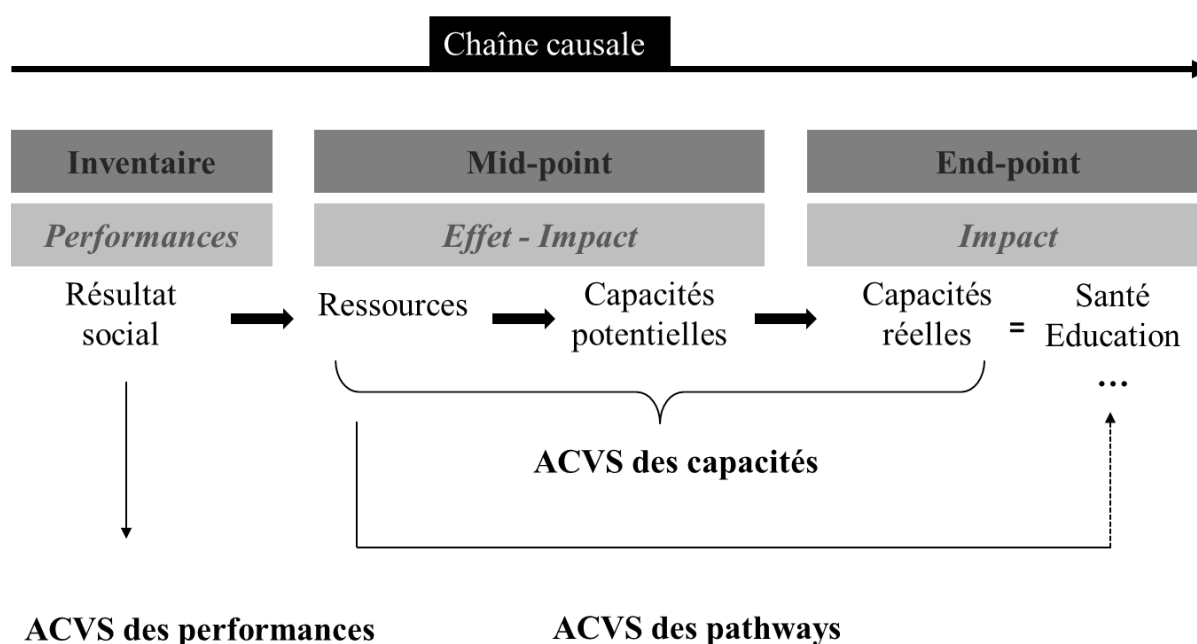 Chaîne causale
Inventaire
Mid-point
End-point
Performances
Effet - Impact
Impact
Résultat
social
Ressources
Capacités
potentielles
Capacités
réelles
=
Santé
Education
...
ACVS des capacités
ACVS des performances
ACVS des pathways